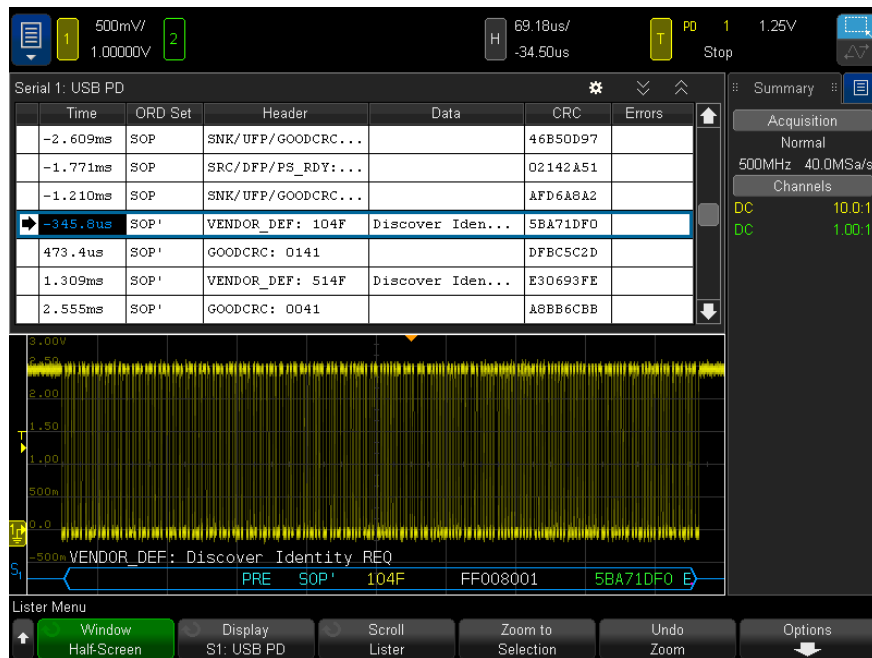 500mV/
1
1.00000V
2
H
69.18us/
-34.50us
T
PD 1 1.25V
Stop
Serial 1: USB PD
Time ORD Set Header Data CRC Errors
-2.609ms SOP SNK/UFP/GOODCRC... 46B50D97
-1.771ms SOP SRC/DFP/PS_RDY:... 02142A51
-1.210ms SOP SNK/UFP/GOODCRC... AFD6A8A2
-345.8us SOP' VENDOR_DEF: 104F Discover Iden... 5BA71DF0
473.4us SOP' GOODCRC: 0141 DFBC5C2D
1.309ms SOP' VENDOR_DEF: 514F Discover Iden... E30693FE
2.555ms SOP' GOODCRC: 0041 A8BB6CBB
Summary
Acquisition
Normal
500MHz 40.0MSa/s
Channels
DC 10.0:1
DC 1.00:1
3.00V
2.50
2.00
T
1.50
1.00
500m
0.0
-500m
VENDOR_DEF: Discover Identity REQ
S1 PRE SOP' 104F FF008001 5BA71DF0 E
Lister Menu
Window Display Scroll Zoom to Undo Options
Half-Screen S1: USB PD Lister Selection Zoom